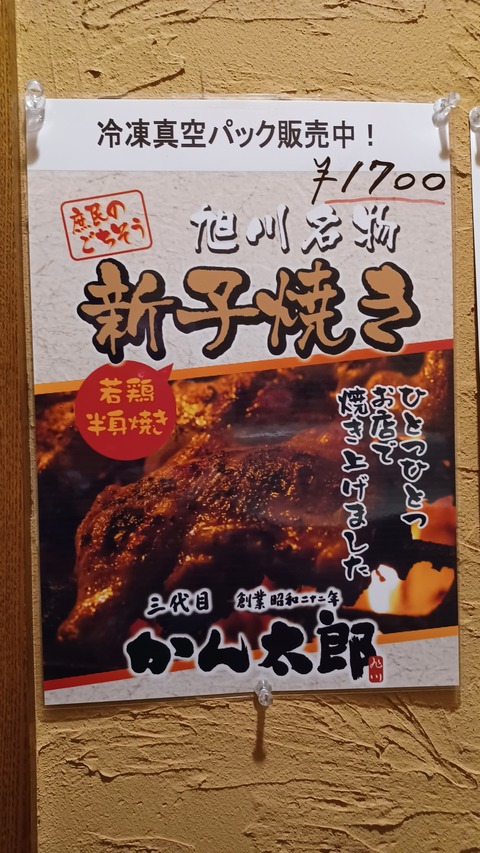 冷凍真空パック販売中！
¥1700
庶民の
ごちそう
旭川名物
新子焼き
若鶏
半身焼き
ひとつひとつ
お店で
焼き上げました
三代目 創業昭和二十二年
かん太郎
旭川